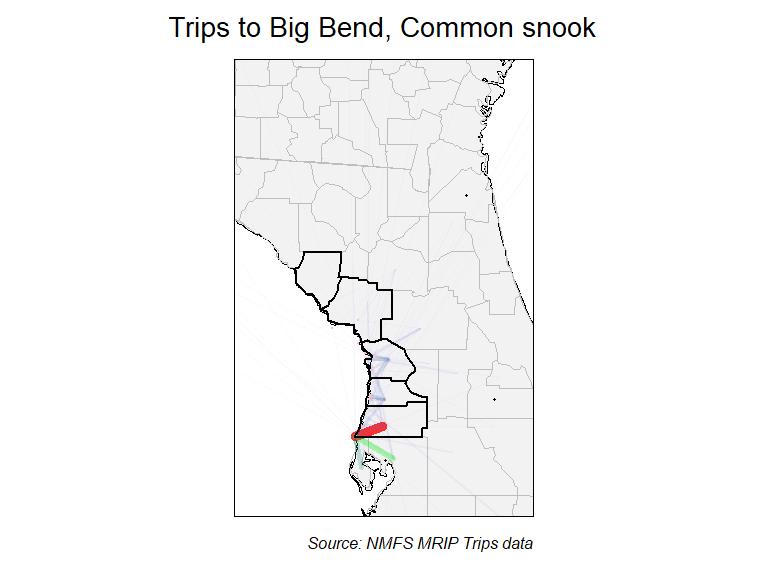 Trips to Big Bend, Common snook
Source: NMFS MRIP Trips data